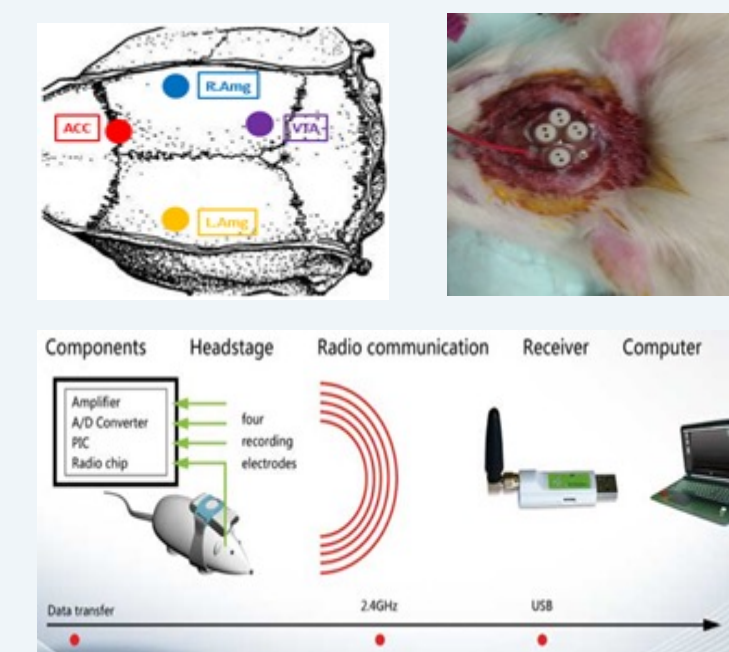 R.Amg
ACC
VTA
L.Amg
Components Headstage Radio communication Receiver Computer
Amplifier
A/D Converter
PIC
Radio chip
four
recording
electrodes
Data transfer 2.4GHz USB